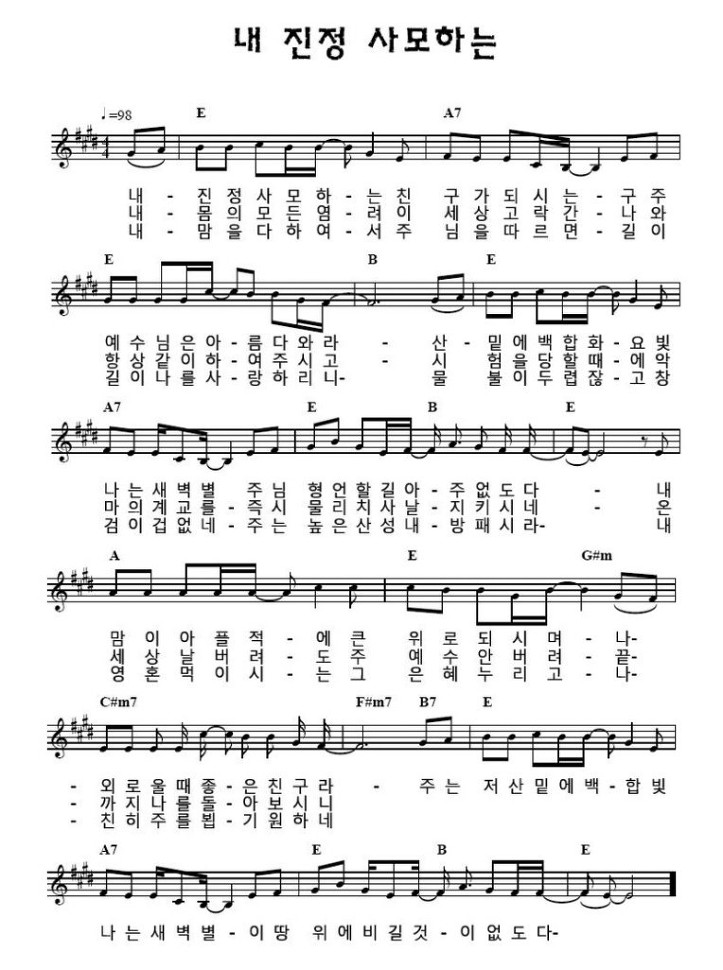 내 진정 사모하는
♩=98
E A7
내 - 진 정 사 모 하 - 는 친 구 가 되 시 는 - 구 주
내 - 몸 의 모 든 염 - 려 이 세 상 고 락 간 - 나 와
내 - 맘 을 다 하 여 - 서 주 님 을 따 르 면 - 길 이
E B E
예 수 님 은 아 - 름 다 와 라 - 산 - 밑 에 백 합 화 - 요 빛
항 상 같 이 하 - 여 주 시 고 - 시 험 을 당 할 때 - 에 악
길 이 나 를 사 - 랑 하 리 니 - 물 불 이 두 렵 잖 - 고 창
A7 E B E
나 는 새 벽 별 주 님 형 언 할 길 아 - 주 없 도 다 - 내
마 의 계 교 를 - 즉 시 물 리 치 사 날 - 지 키 시 네 - 온
검 이 겁 없 네 - 주 는 높 은 산 성 내 - 방 패 시 라 - 내
A E G#m
맘 이 아 플 적 - 에 큰 위 로 되 시 며 - 나 -
세 상 날 버 려 - 도 주 예 수 안 버 려 - 끝 -
영 혼 먹 이 시 - 는 그 은 혜 누 리 고 - 나 -
C#m7 F#m7 B7 E
- 외 로 울 때 좋 - 은 친 구 라 - 주 는 저 산 밑 에 백 - 합 빛
- 까 지 나 를 돌 - 아 보 시 니
- 친 히 주 를 뵙 - 기 원 하 네
A7 E B E
나 는 새 벽 별 - 이 땅 위 에 비 길 것 - 이 없 도 다 -